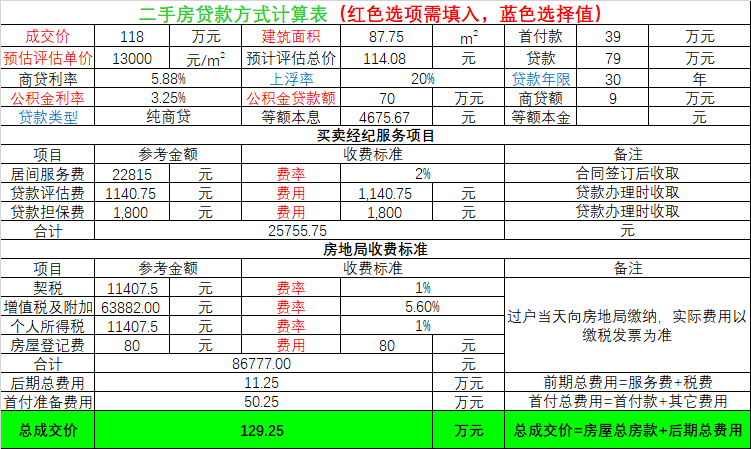 二手房贷款方式计算表（红色选项需填入，蓝色选择值）
成交价 118 万元 建筑面积 87.75 ㎡ 首付款 39 万元
预估评估单价 13000 元/m² 预计评估总价 114.08 元 贷款 79 万元
商贷利率 5.88% 上浮率 20% 贷款年限 30 年
公积金利率 3.25% 公积金贷款额 70 万元 商贷额 9 万元
贷款类型 纯商贷 等额本息 4675.67 元 等额本金 元
买卖经纪服务项目
项目 参考金额 收费标准 备注
居间服务费 22815 元 费率 2% 合同签订后收取
贷款评估费 1140.75 元 费用 1,140.75 元 贷款办理时收取
贷款担保费 1,800 元 费用 1,800 元 贷款办理时收取
合计 25755.75 元
房地局收费标准
项目 参考金额 收费标准 备注
契税 11407.5 元 费率 1%
增值税及附加 63882.00 元 费率 5.60%
个人所得税 11407.5 元 费率 1%
房屋登记费 80 元 费用 80 元
过户当天向房地局缴纳，实际费用以
缴税发票为准
合计 86777.00 元
后期总费用 11.25 万元 前期总费用=服务费+税费
首付准备费用 50.25 万元 首付总费用=首付款+其它费用
总成交价 129.25 万元 总成交价=房屋总房款+后期总费用